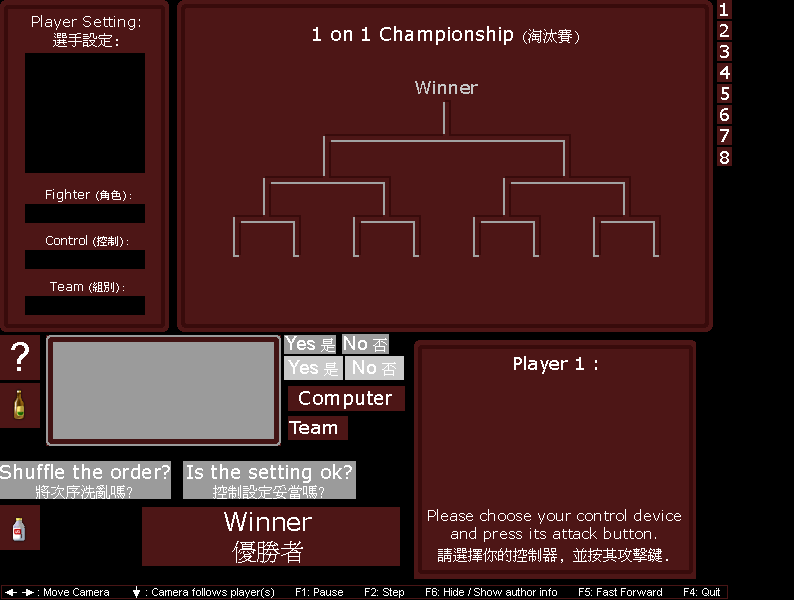 Player Setting:
選手設定:
Fighter (角色):
Control (控制):
Team (組別):
1 on 1 Championship (淘汰賽)
Winner
1
2
3
4
5
6
7
8
?
Yes 是 No 否
Yes 是 No 否
Computer
Team
Shuffle the order?
將次序洗亂嗎?
Is the setting ok?
控制設定妥當嗎?
Winner
優勝者
Player 1 :
Please choose your control device
and press its attack button.
請選擇你的控制器, 並按其攻擊鍵.
: Move Camera : Camera follows player(s) F1: Pause F2: Step F6: Hide / Show author info F5: Fast Forward F4: Quit